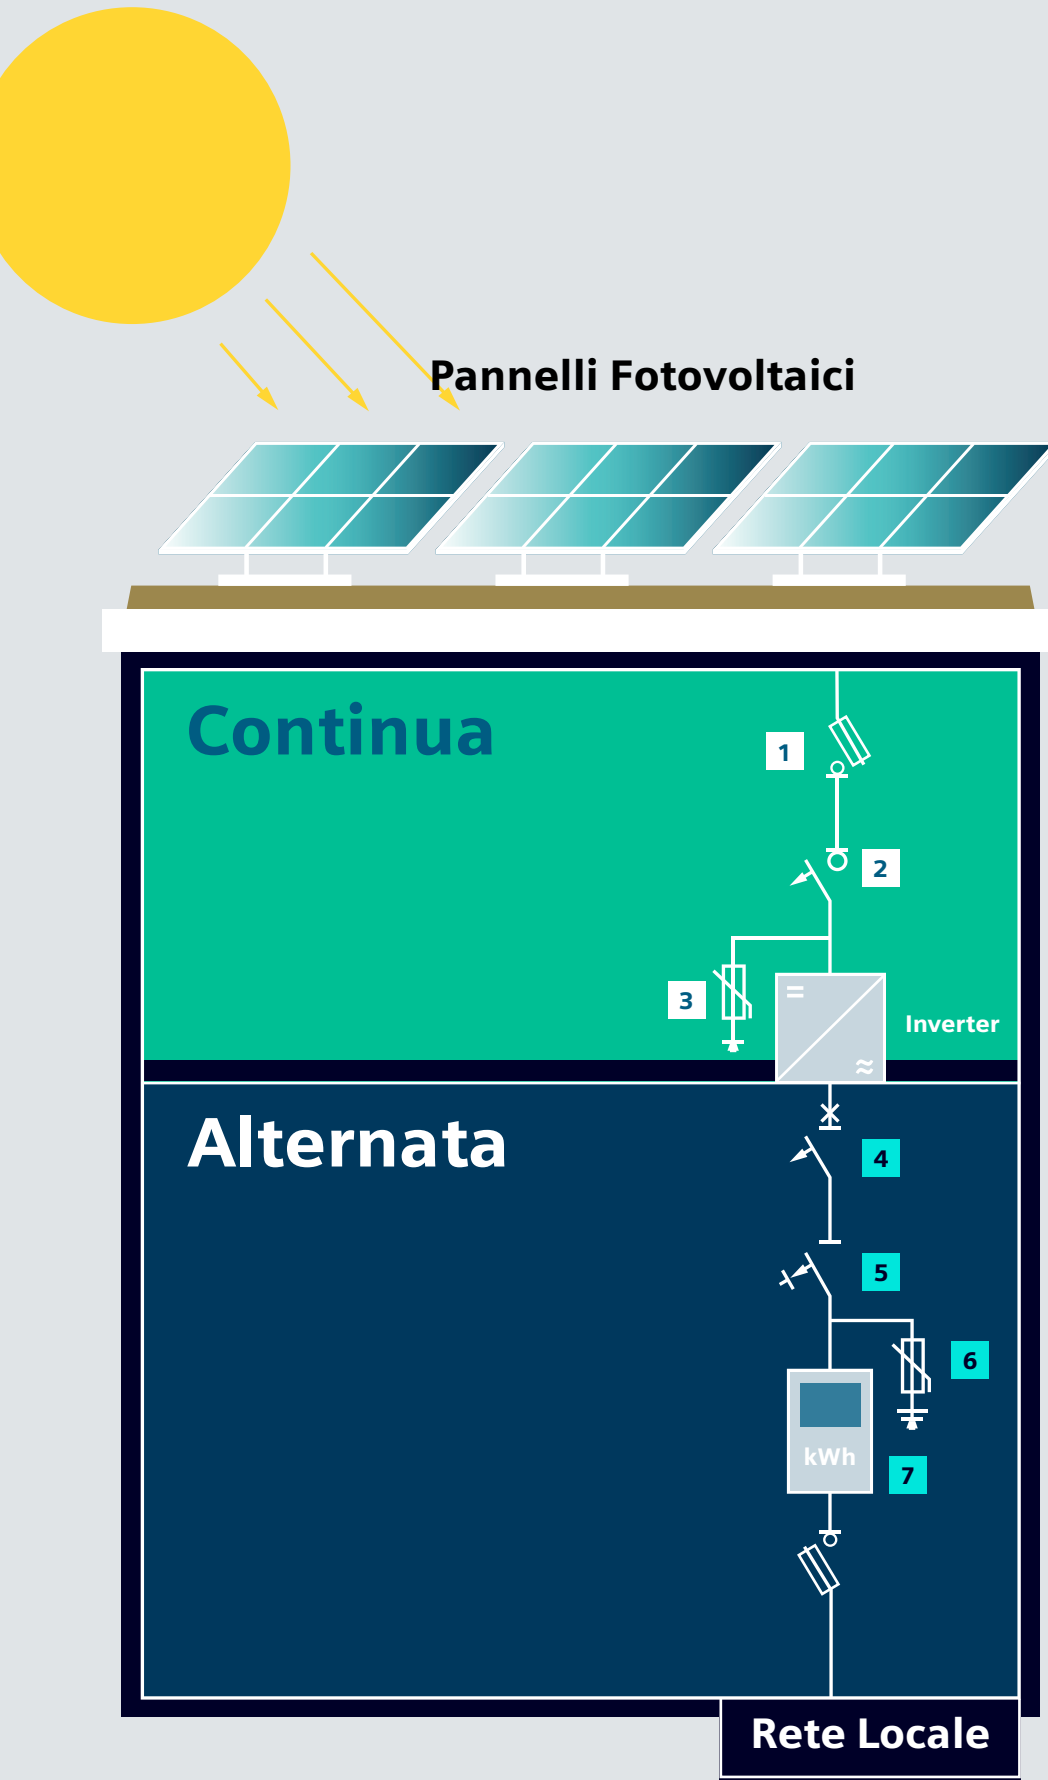 Pannelli Fotovoltaici
Continua
1
2
3
Inverter
Alternata
4
5
6
kWh
7
Rete Locale